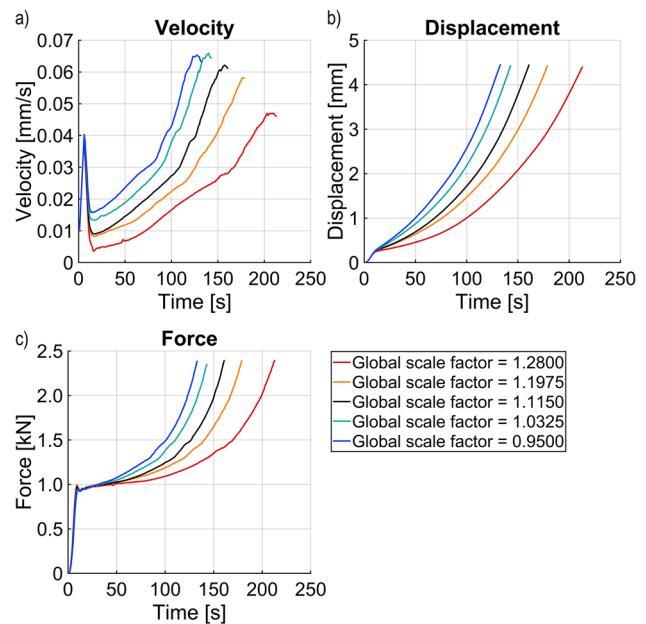 a)
Velocity
0.07
0.06
0.05
0.04
0.03
0.02
0.01
0
Velocity [mm/s]
0 50 100 150 200 250
Time [s]
b)
Displacement
5
4
3
2
1
0
Displacement [mm]
0 50 100 150 200 250
Time [s]
c)
Force
2.5
2.0
1.5
1.0
0.5
0
Force [kN]
0 50 100 150 200 250
Time [s]
Global scale factor = 1.2800
Global scale factor = 1.1975
Global scale factor = 1.1150
Global scale factor = 1.0325
Global scale factor = 0.9500